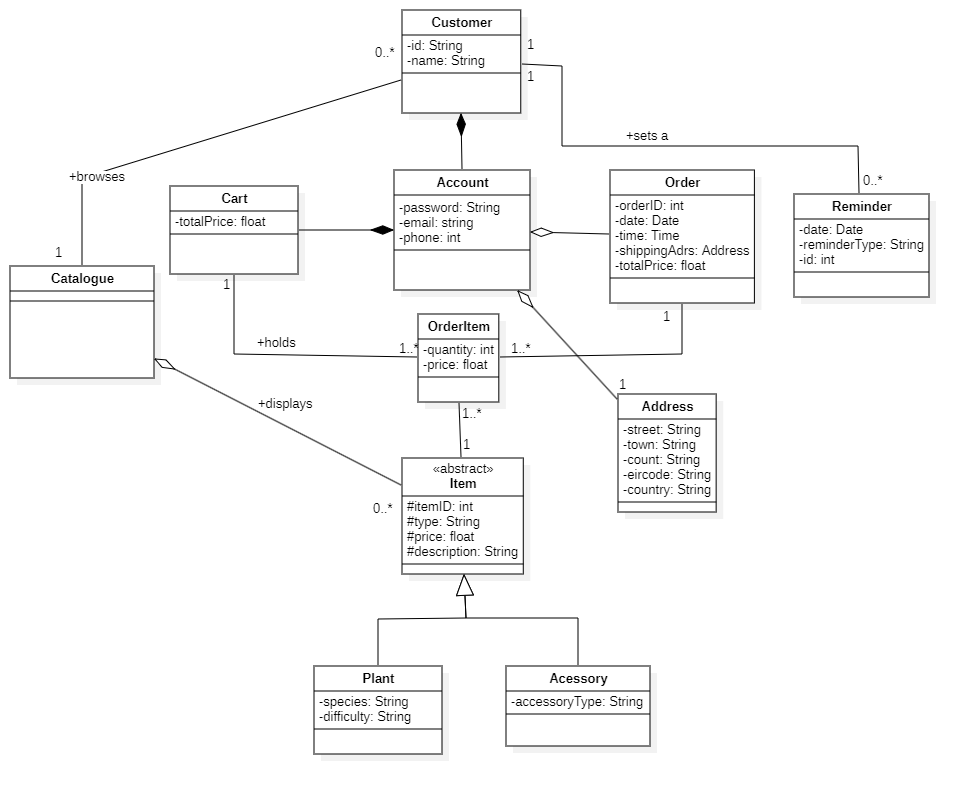 Customer
-id: String
-name: String
0..*
1
1
+sets a
0..*
+browses
1
Cart
-totalPrice: float
1
Account
-password: String
-email: string
-phone: int
Order
-orderID: int
-date: Date
-time: Time
-shippingAdrs: Address
-totalPrice: float
1
Reminder
-date: Date
-reminderType: String
-id: int
Catalogue
+holds
1..*
OrderItem
-quantity: int
-price: float
1..*
1..*
1
1
Address
-street: String
-town: String
-count: String
-eircode: String
-country: String
+displays
0..*
«abstract»
Item
#itemID: int
#type: String
#price: float
#description: String
Plant
-species: String
-difficulty: String
Acessory
-accessoryType: String